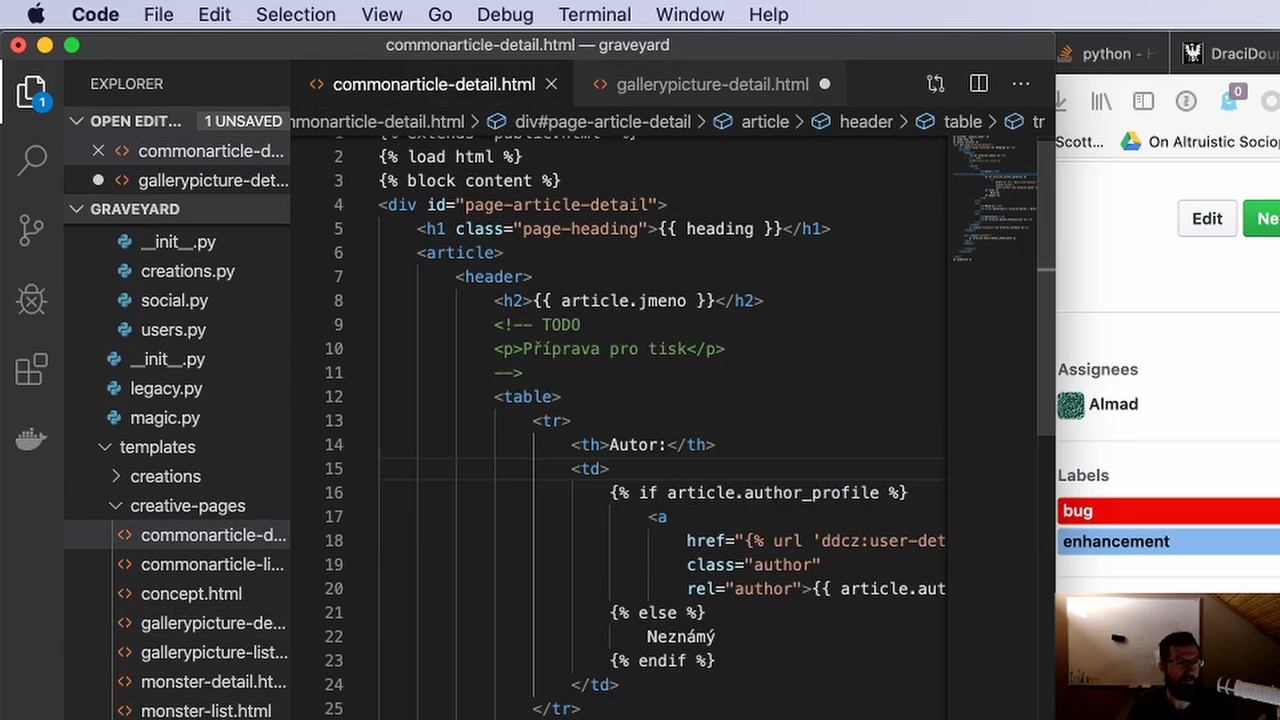 Code File Edit Selection View Go Debug Terminal Window Help
commonarticle-detail.html — graveyard
python -
EXPLORER
commonarticle-detail.html
gallerypicture-detail.html
1
0
OPEN EDIT... 1 UNSAVED
mmonarticle-detail.html > div#page-article-detail > article > header > table > tr
Scott...
On Altruistic Sociop
commonarticle-d...
gallerypicture-det...
GRAVEYARD
__init__.py
creations.py
social.py
users.py
__init__.py
legacy.py
magic.py
templates
creations
creative-pages
commonarticle-d...
commonarticle-li...
concept.html
gallerypicture-de...
gallerypicture-list...
monster-detail.ht...
monster-list.html
2 {% load html %}
3 {% block content %}
4 <div id="page-article-detail">
5 <h1 class="page-heading">{{ heading }}</h1>
6 <article>
7 <header>
8 <h2>{{ article.jmeno }}</h2>
9 <!-- TODO
10 <p>Příprava pro tisk</p>
11 -->
12 <table>
13 <tr>
14 <th>Autor:</th>
15 <td>
16 {% if article.author_profile %}
17 <a
18 href="{% url 'ddcz:user-det
19 class="author"
20 rel="author">{{ article.aut
21 {% else %}
22 Neznámý
23 {% endif %}
24 </td>
25 </tr>
Edit
Ne
Assignees
Almad
Labels
bug
enhancement